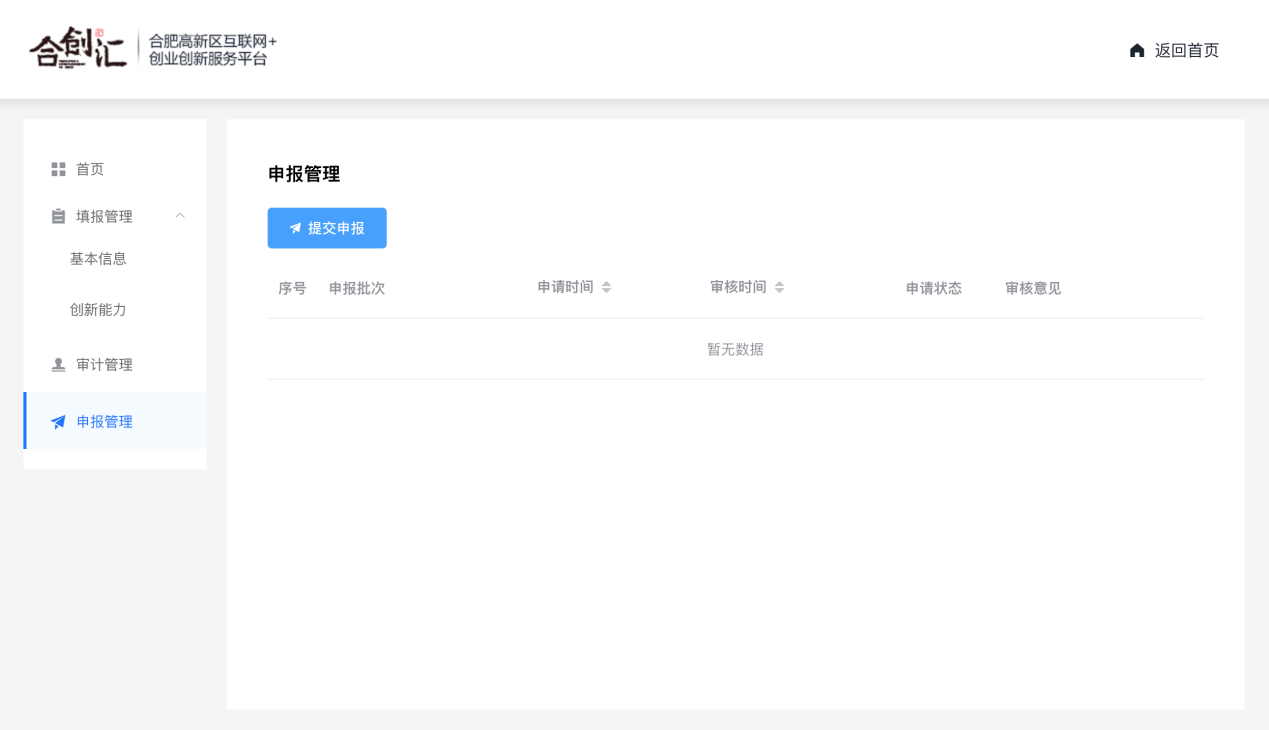 合创汇
合肥高新区互联网+
创业创新服务平台
返回首页
首页
填报管理
基本信息
创新能力
审计管理
申报管理
申报管理
提交申报
序号 申报批次 申请时间 审核时间 申请状态 审核意见
暂无数据